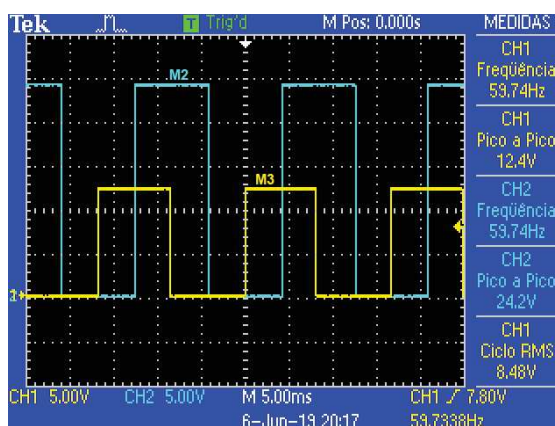 Tek
Trig'd
M Pos: 0.000s
MEDIDAS
CH1
Freqüência
59.74Hz
CH1
Pico a Pico
12.4V
CH2
Freqüência
59.74Hz
CH2
Pico a Pico
24.2V
CH1
Ciclo RMS
8.48V
M2
M3
CH1 5.00V
CH2 5.00V
M 5.00ms
CH1
7.80V
6-Jun-19 20:17
59.7338Hz